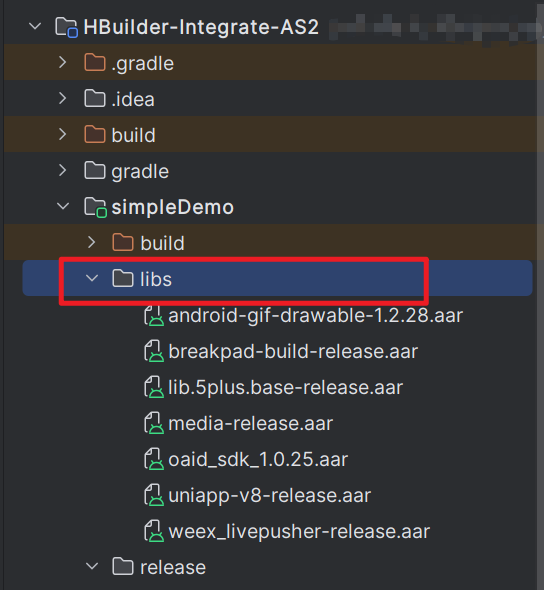 HBuilder-Integrate-AS2
.gradle
.idea
build
gradle
simpleDemo
build
libs
android-gif-drawable-1.2.28.aar
breakpad-build-release.aar
lib.5plus.base-release.aar
media-release.aar
oaid_sdk_1.0.25.aar
uniapp-v8-release.aar
weex_livepusher-release.aar
release